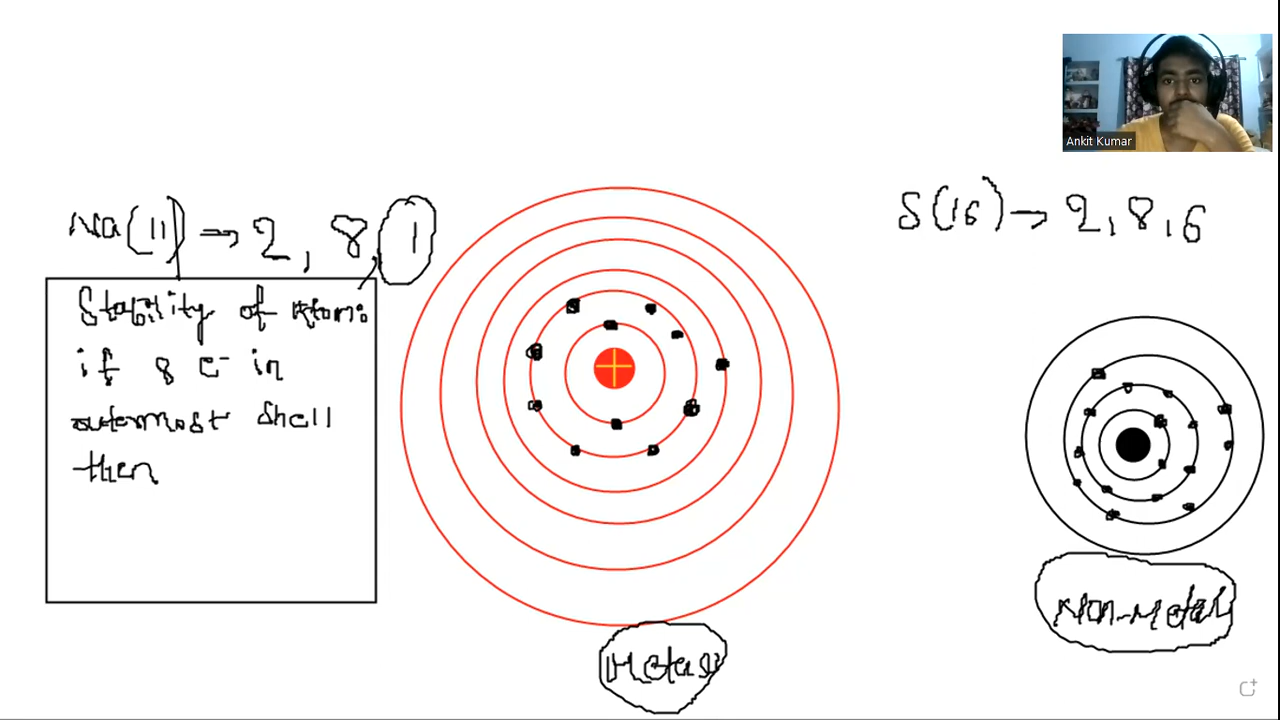 Ankit Kumar
Na(11) → 2, 8, 1
S(16) → 2, 8, 6
Stability of Atom:
if 8 e⁻ in
outermost shell
then
Non-Metal
Metal